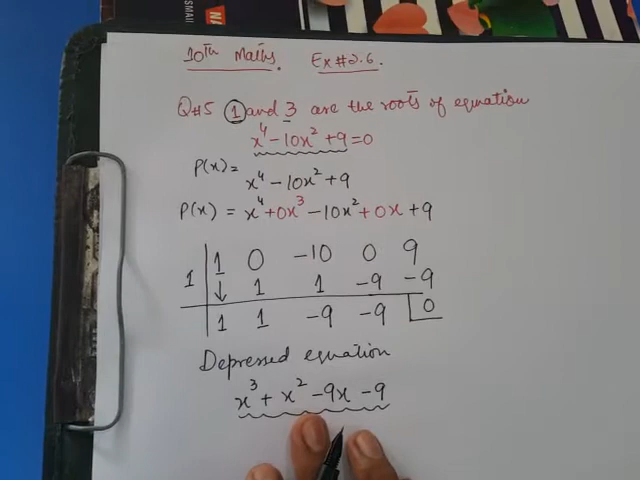 10th Maths. Ex#2.6.
Q#5 1 and 3 are the roots of equation
x⁴-10x²+9=0
P(x)=
x⁴-10x²+9
P(x) = x⁴+0x³-10x²+0x+9
1 | 1 0 -10 0 9
↓ 1 1 -9 -9
1 1 -9 -9 0
Depressed equation
x³+x²-9x-9